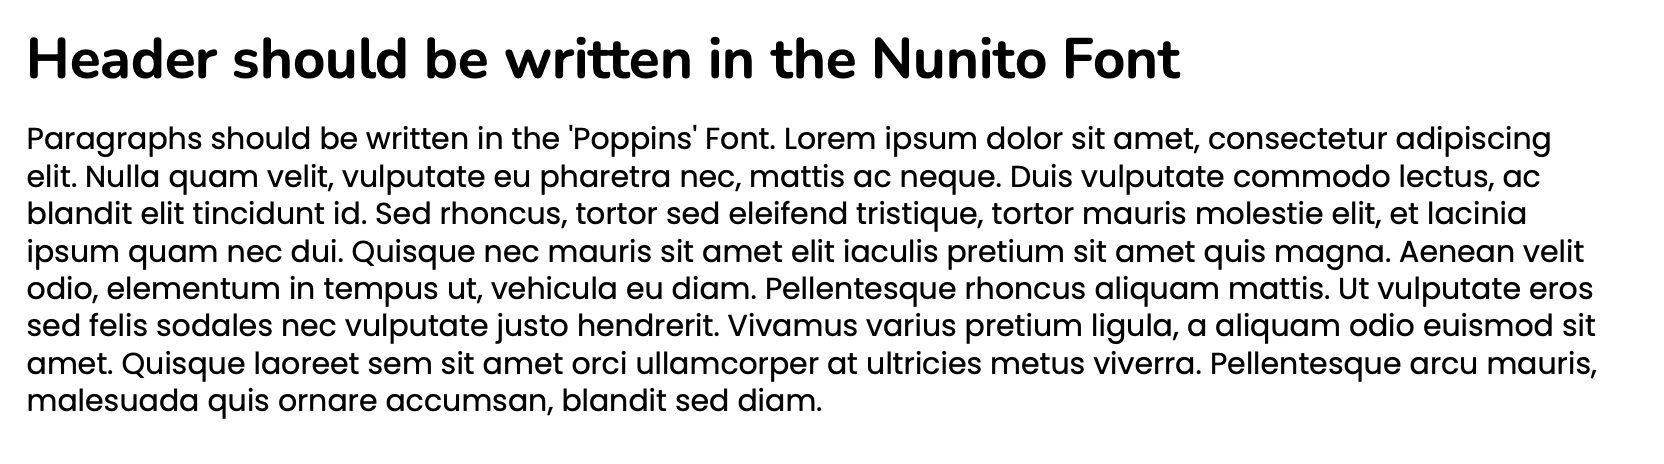 Header should be written in the Nunito Font
Paragraphs should be written in the 'Poppins' Font. Lorem ipsum dolor sit amet, consectetur adipiscing
elit. Nulla quam velit, vulputate eu pharetra nec, mattis ac neque. Duis vulputate commodo lectus, ac
blandit elit tincidunt id. Sed rhoncus, tortor sed eleifend tristique, tortor mauris molestie elit, et lacinia
ipsum quam nec dui. Quisque nec mauris sit amet elit iaculis pretium sit amet quis magna. Aenean velit
odio, elementum in tempus ut, vehicula eu diam. Pellentesque rhoncus aliquam mattis. Ut vulputate eros
sed felis sodales nec vulputate justo hendrerit. Vivamus varius pretium ligula, a aliquam odio euismod sit
amet. Quisque laoreet sem sit amet orci ullamcorper at ultricies metus viverra. Pellentesque arcu mauris,
malesuada quis ornare accumsan, blandit sed diam.